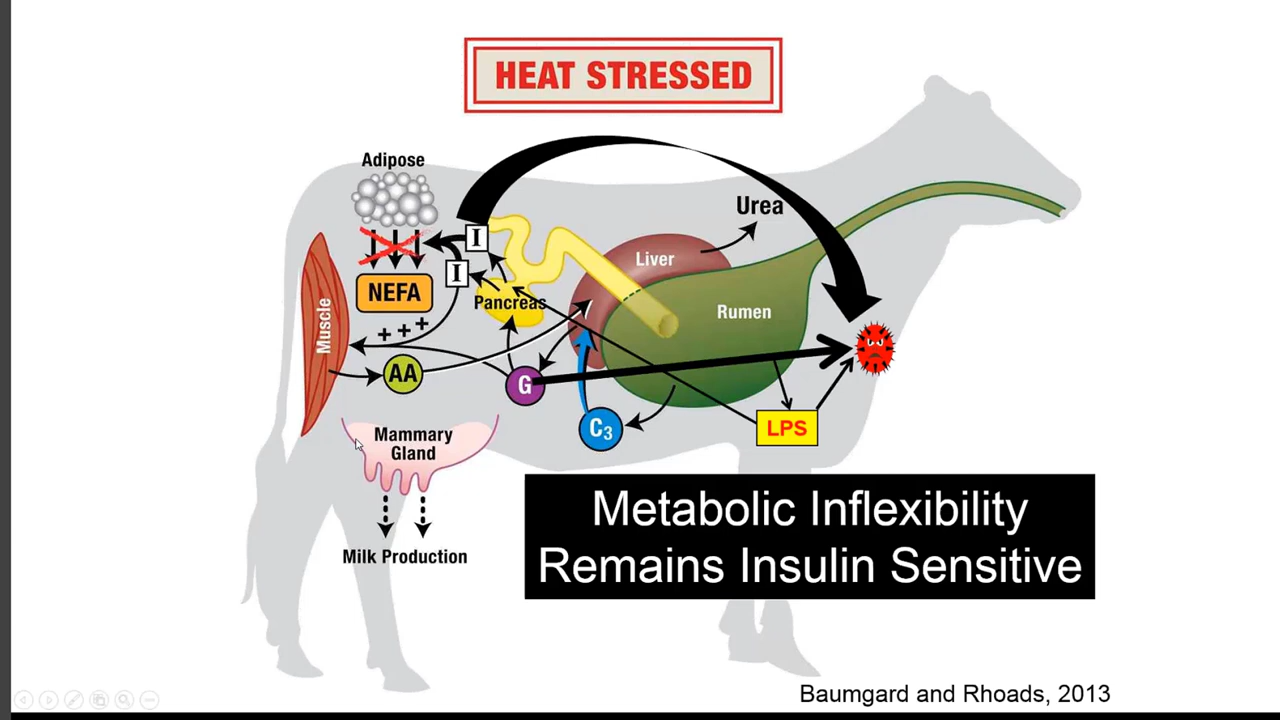 HEAT STRESSED
Adipose
Urea
I
Liver
I
NEFA
Pancreas
Rumen
Muscle
+ + +
AA
G
C3
LPS
Mammary
Gland
Metabolic Inflexibility
Remains Insulin Sensitive
Milk Production
Baumgard and Rhoads, 2013